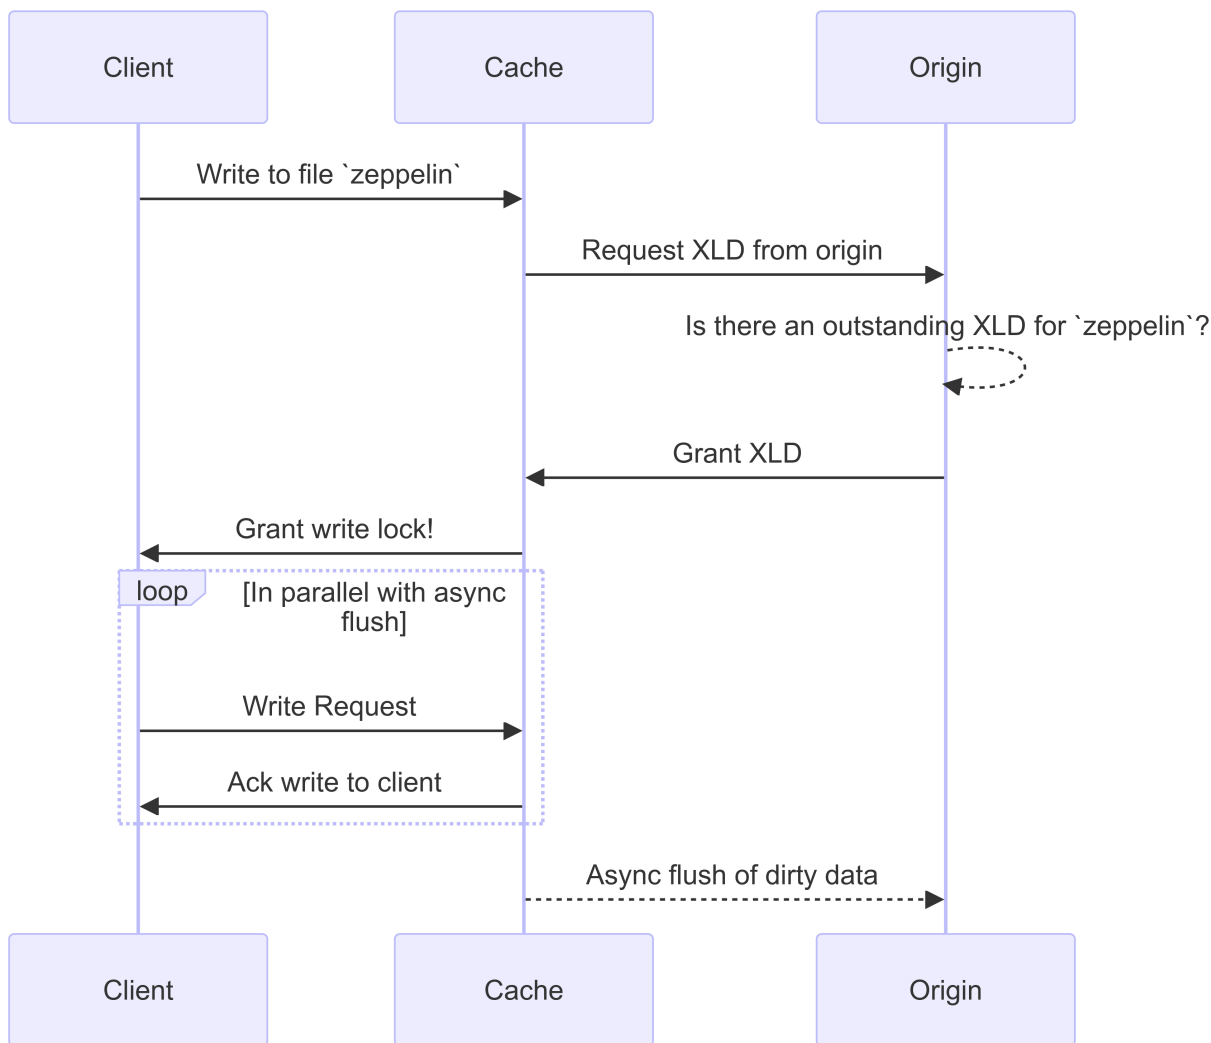 Client
Cache
Origin
Write to file `zeppelin`
Request XLD from origin
Is there an outstanding XLD for `zeppelin`?
Grant XLD
Grant write lock!
loop
[In parallel with async
flush]
Write Request
Ack write to client
Async flush of dirty data
Client
Cache
Origin